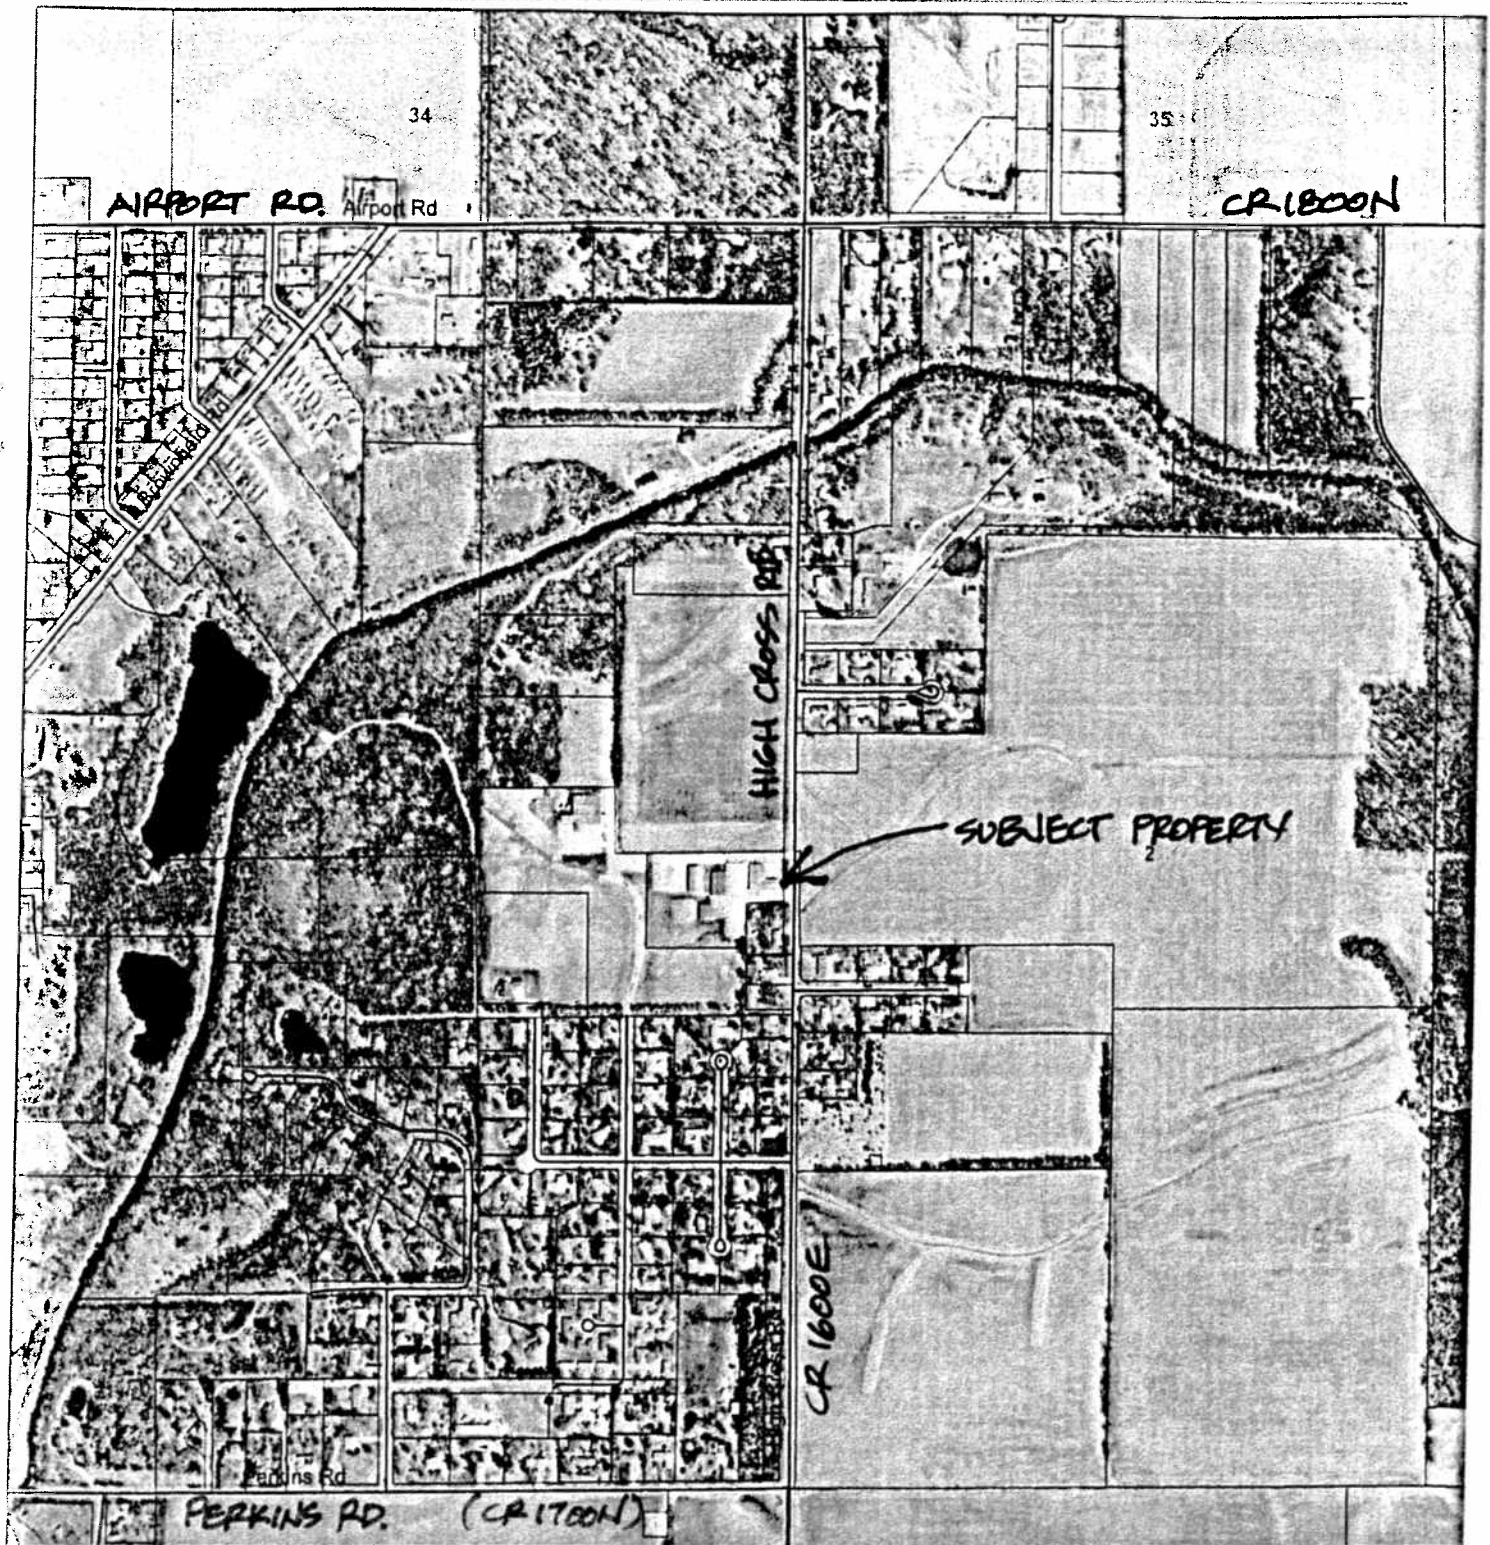 34
35
AIRPORT RD.
Airport Rd
CR1800N
HIGH CROSS RD.
SUBJECT PROPERTY
2
CR 1600E
Perkins Rd
PERKINS RD. (CR1700N)